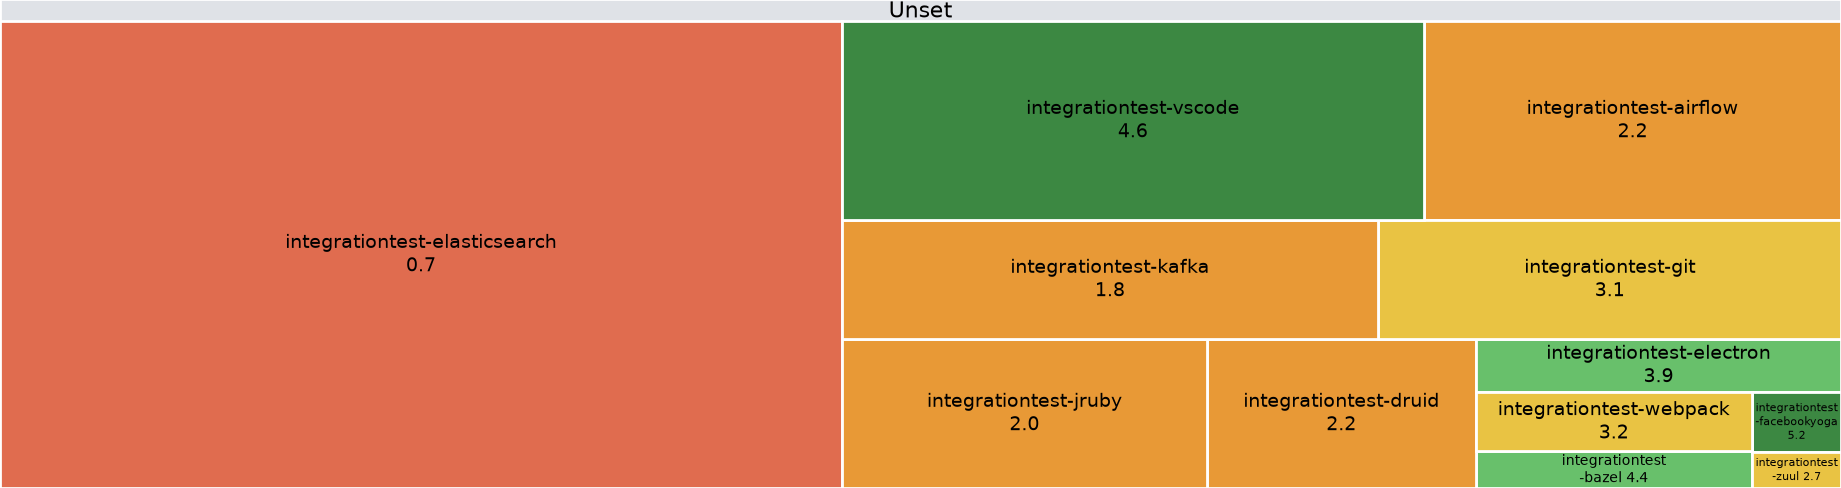 Unset
integrationtest-elasticsearch
0.7
integrationtest-vscode
4.6
integrationtest-airflow
2.2
integrationtest-kafka
1.8
integrationtest-git
3.1
integrationtest-jruby
2.0
integrationtest-druid
2.2
integrationtest-electron
3.9
integrationtest-webpack
3.2
integrationtest
-facebookyoga
5.2
integrationtest
-bazel 4.4
integrationtest
-zuul 2.7